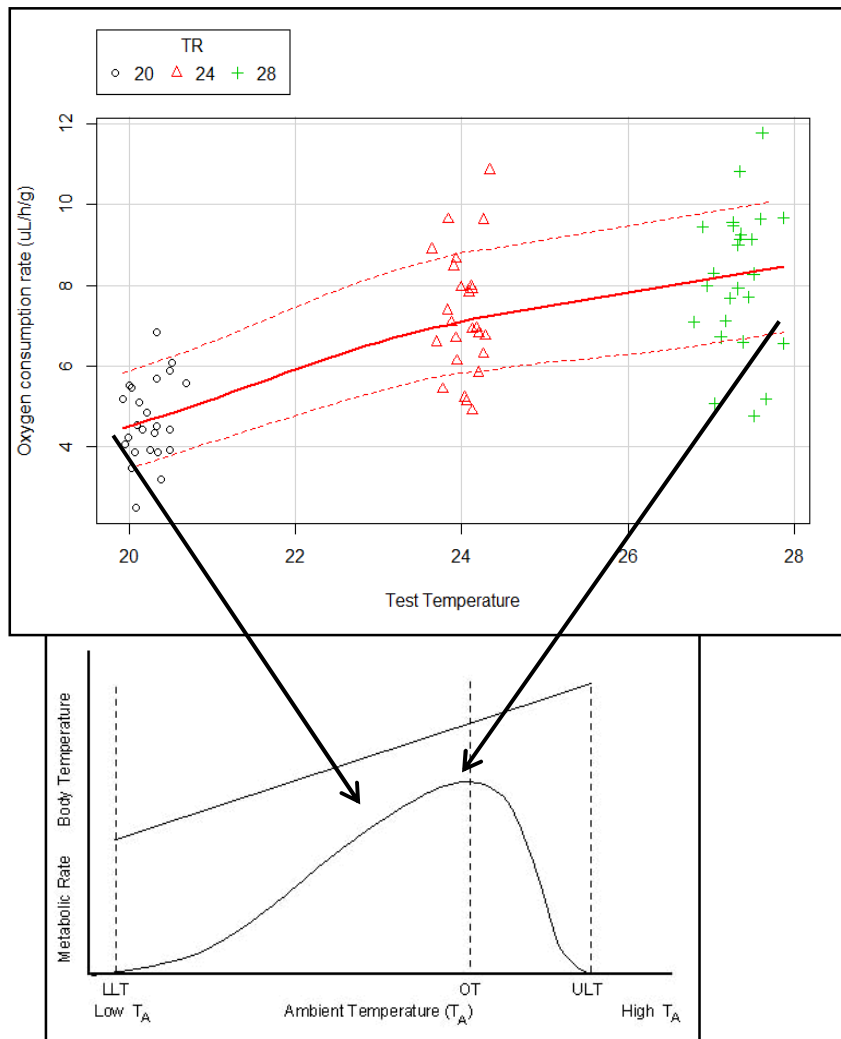 TR
20 24 28
Oxygen consumption rate (uL/h/g)
12
10
8
6
4
20 22 24 26 28
Test Temperature
Metabolic Rate Body Temperature
LLT OT ULT
Low TA Ambient Temperature (TA) High TA